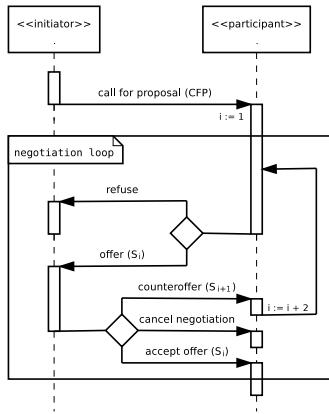 <<initiator>>
<<participant>>
call for proposal (CFP)
i := 1
negotiation loop
refuse
offer (Si)
counteroffer (Si+1)
i := i + 2
cancel negotiation
accept offer (Si)